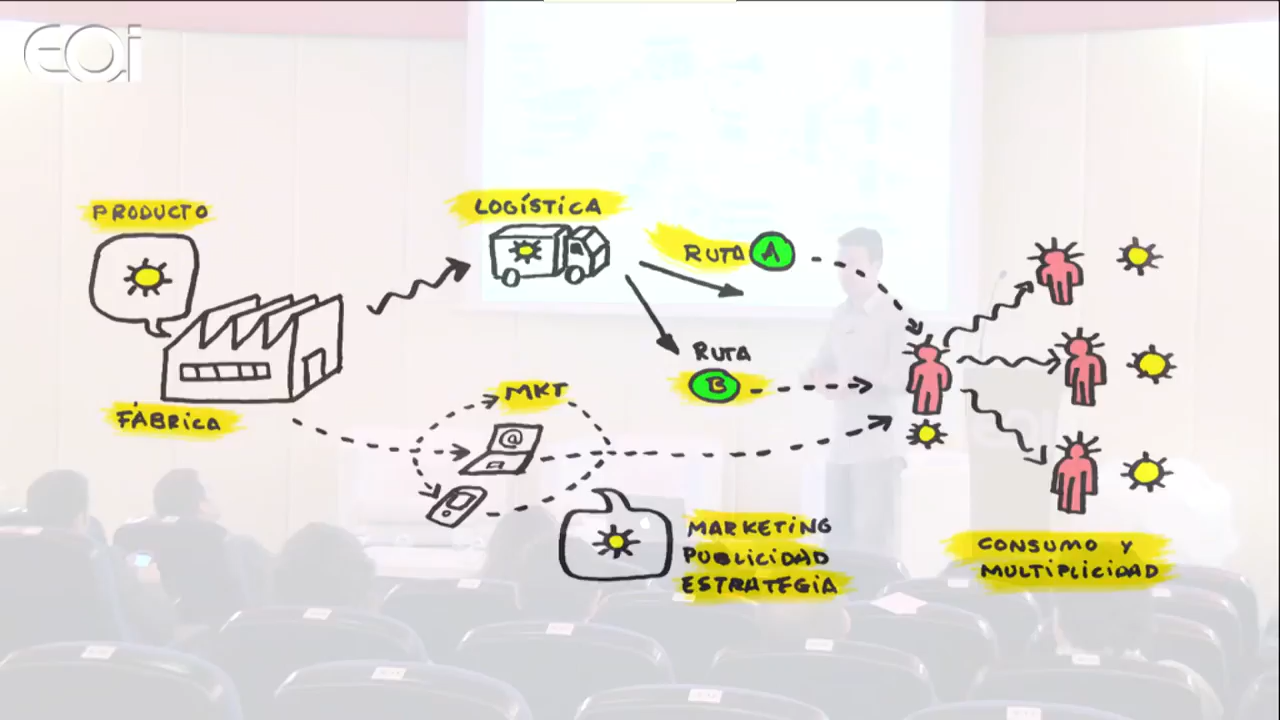 EOi
PRODUCTO
LOGÍSTICA
RUTA A
RUTA
B
MKT
FÁBRICA
@
MARKETING
PUBLICIDAD
ESTRATEGIA
CONSUMO Y
MULTIPLICIDAD